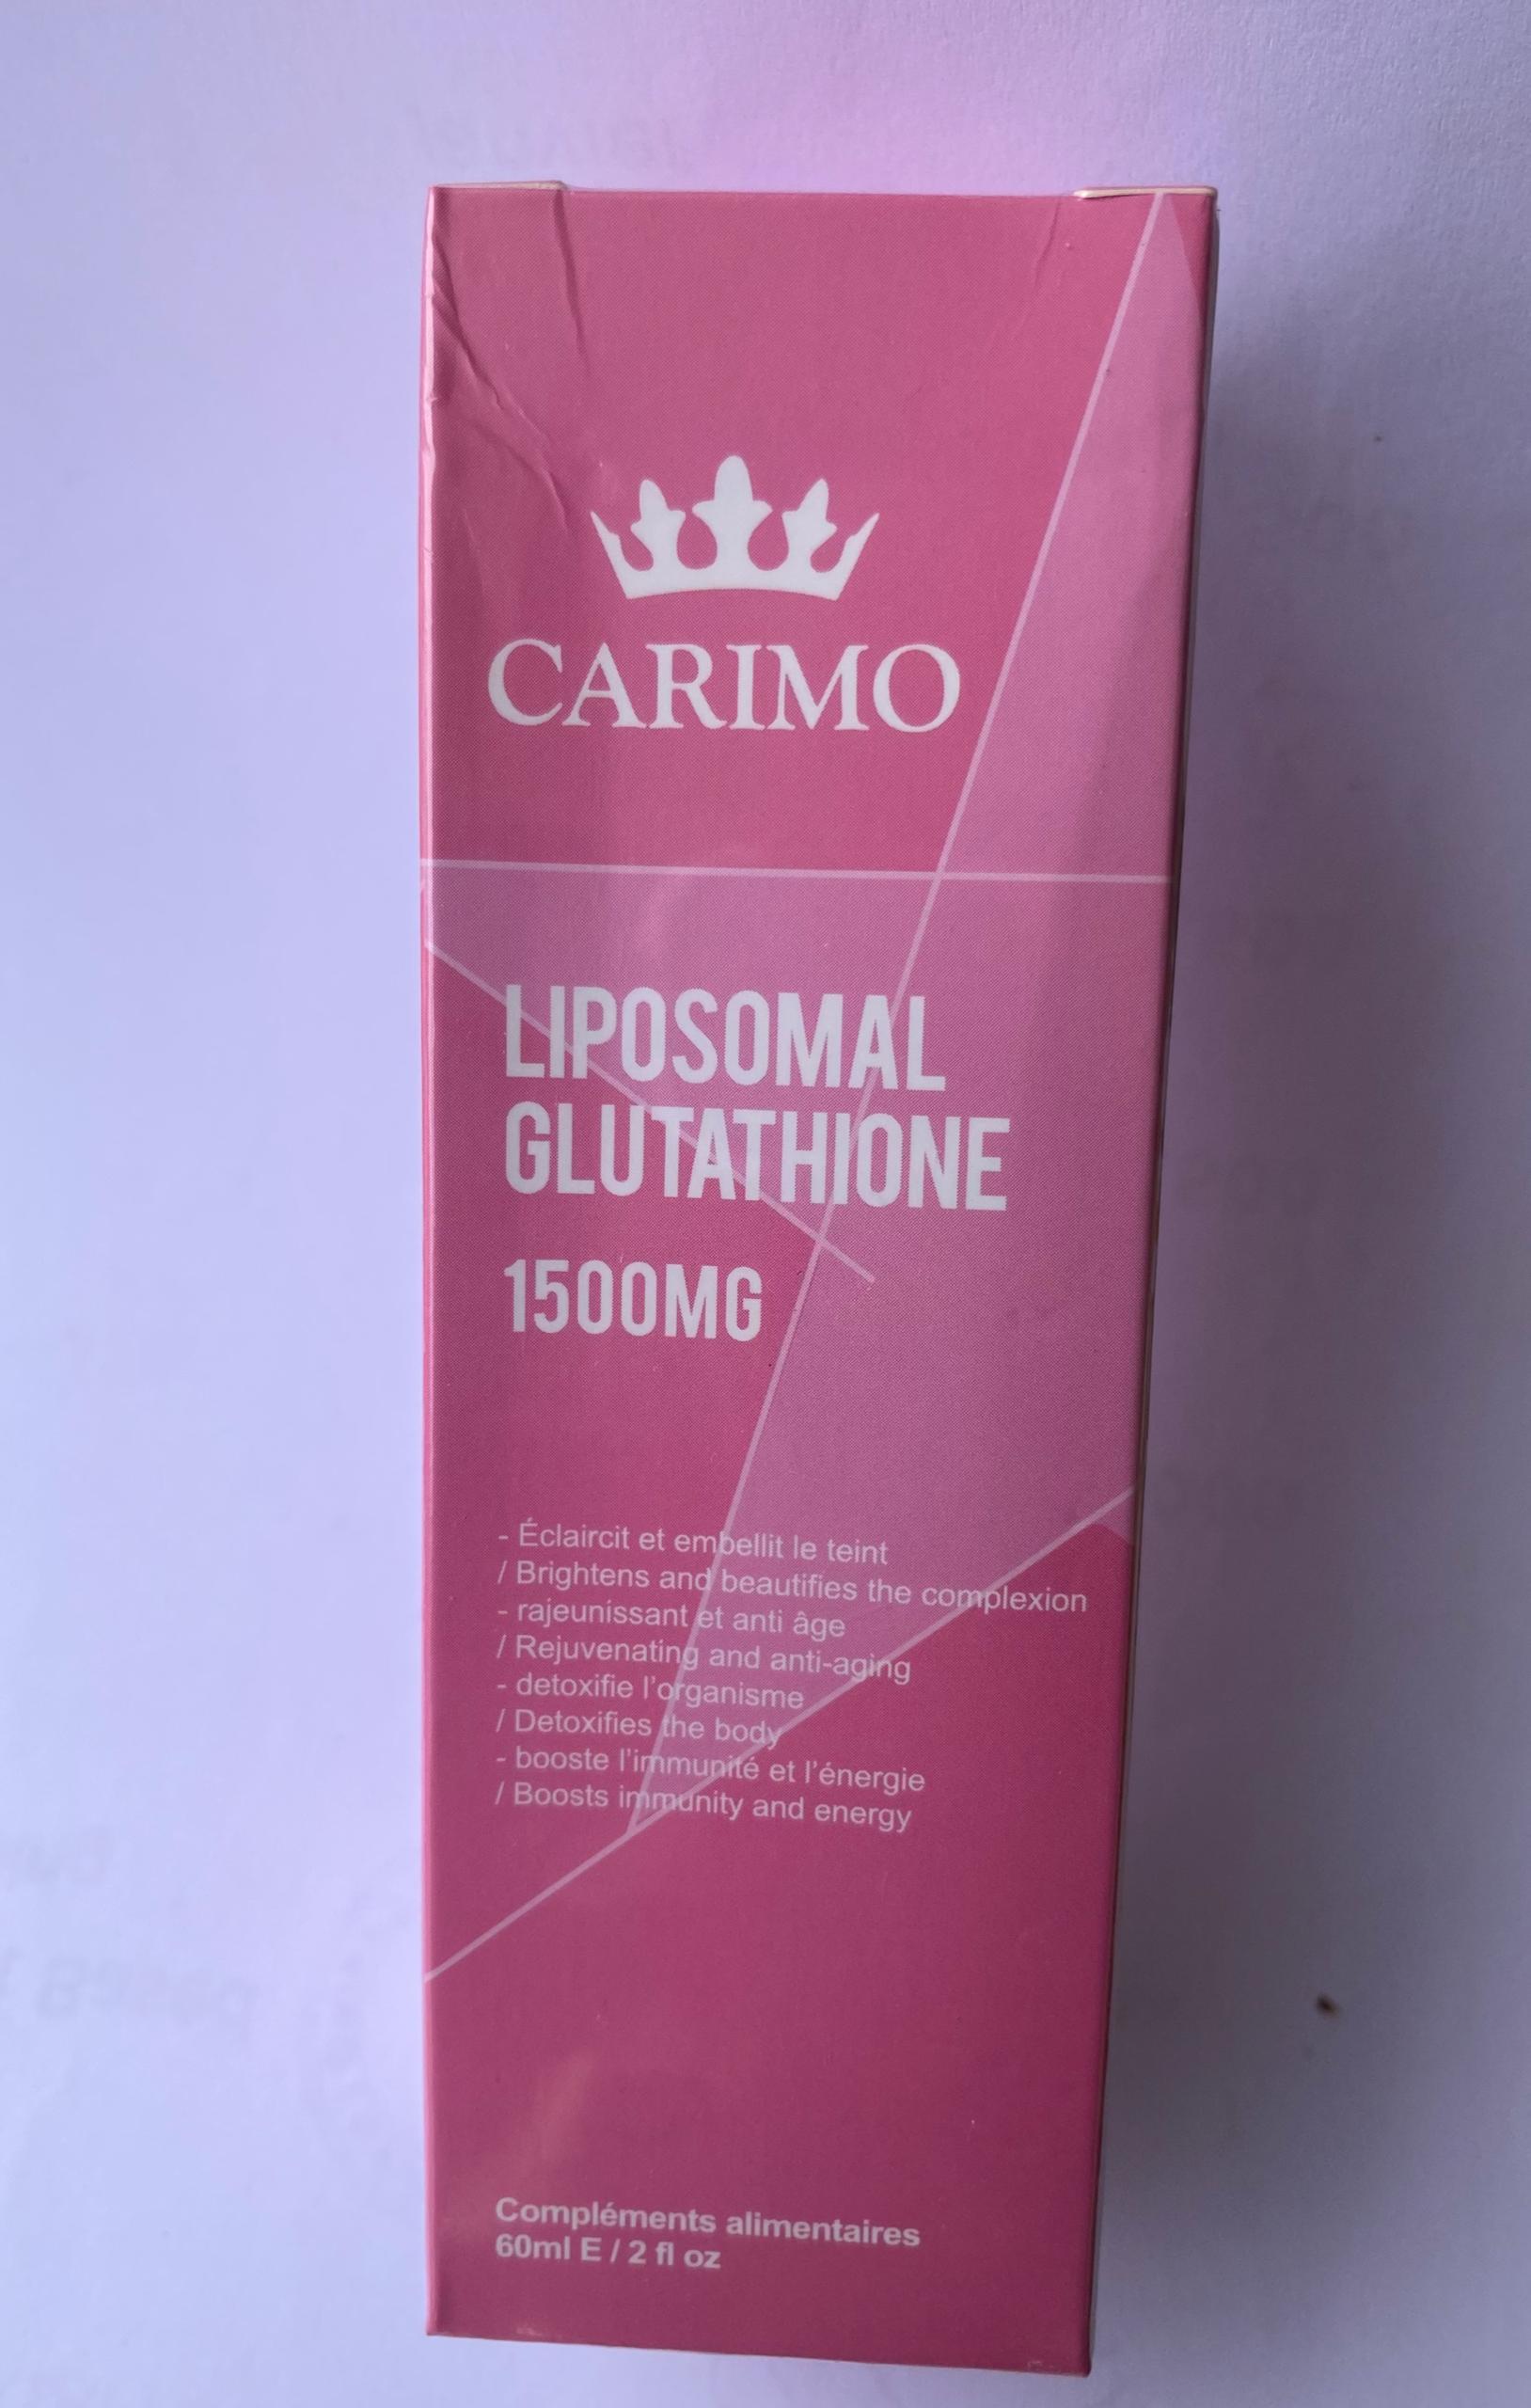 CARIMO
LIPOSOMAL
GLUTATHIONE
1500MG
- Éclaircit et embellit le teint
/ Brightens and beautifies the complexion
- rajeunissant et anti âge
/ Rejuvenating and anti-aging
- detoxifie l'organisme
/ Detoxifies the body
- booste l'immunité et l'énergie
/ Boosts immunity and energy
Compléments alimentaires
60ml E / 2 fl oz